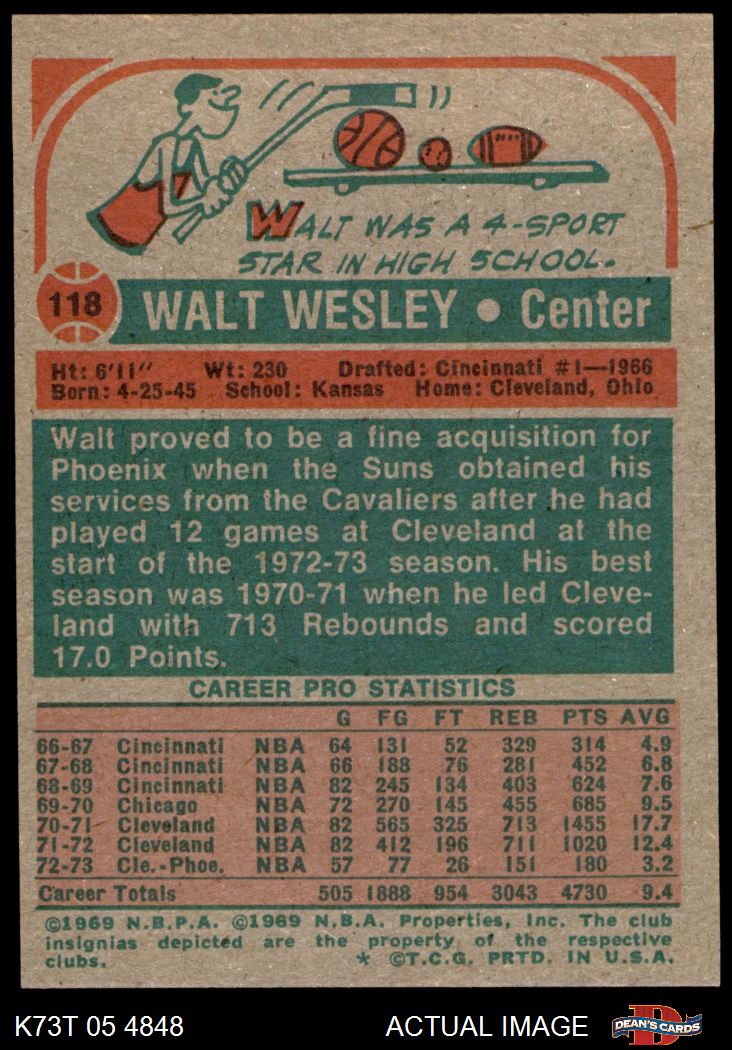 WALT WAS A 4-SPORT
STAR IN HIGH SCHOOL.
118 WALT WESLEY • Center
Ht: 6'11" Wt: 230 Drafted: Cincinnati #1—1966
Born: 4-25-45 School: Kansas Home: Cleveland, Ohio
Walt proved to be a fine acquisition for
Phoenix when the Suns obtained his
services from the Cavaliers after he had
played 12 games at Cleveland at the
start of the 1972-73 season. His best
season was 1970-71 when he led Cleve-
land with 713 Rebounds and scored
17.0 Points.
CAREER PRO STATISTICS
G FG FT REB PTS AVG
66-67 Cincinnati NBA 64 131 52 329 314 4.9
67-68 Cincinnati NBA 66 188 76 281 452 6.8
68-69 Cincinnati NBA 82 245 134 403 624 7.6
69-70 Chicago NBA 72 270 145 455 685 9.5
70-71 Cleveland NBA 82 565 325 713 1455 17.7
71-72 Cleveland NBA 82 412 196 711 1020 12.4
72-73 Cle.-Phoe. NBA 57 77 26 151 180 3.2
Career Totals 505 1888 954 3043 4730 9.4
©1969 N.B.P.A. ©1969 N.B.A. Properties, Inc. The club
insignias depicted are the property of the respective
clubs. * ©T.C.G. PRTD. IN U.S.A.
K73T 05 4848 ACTUAL IMAGE D DEAN'S CARDS